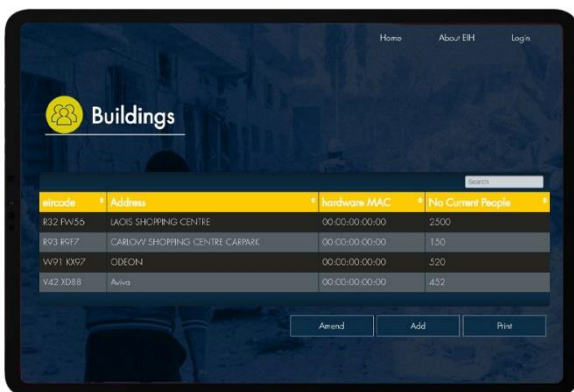 Home About EIH Login
Buildings
Search
eircode Address hardware MAC No Current People
R32 FW56 LAOIS SHOPPING CENTRE 00:00:00:00:00 2500
R93 R9F7 CARLOW SHOPPING CENTRE CARPARK 00:00:00:00:00 150
W91 KX97 ODEON 00:00:00:00:00 520
V42 XD88 Aviva 00:00:00:00:00 452
Amend Add Print